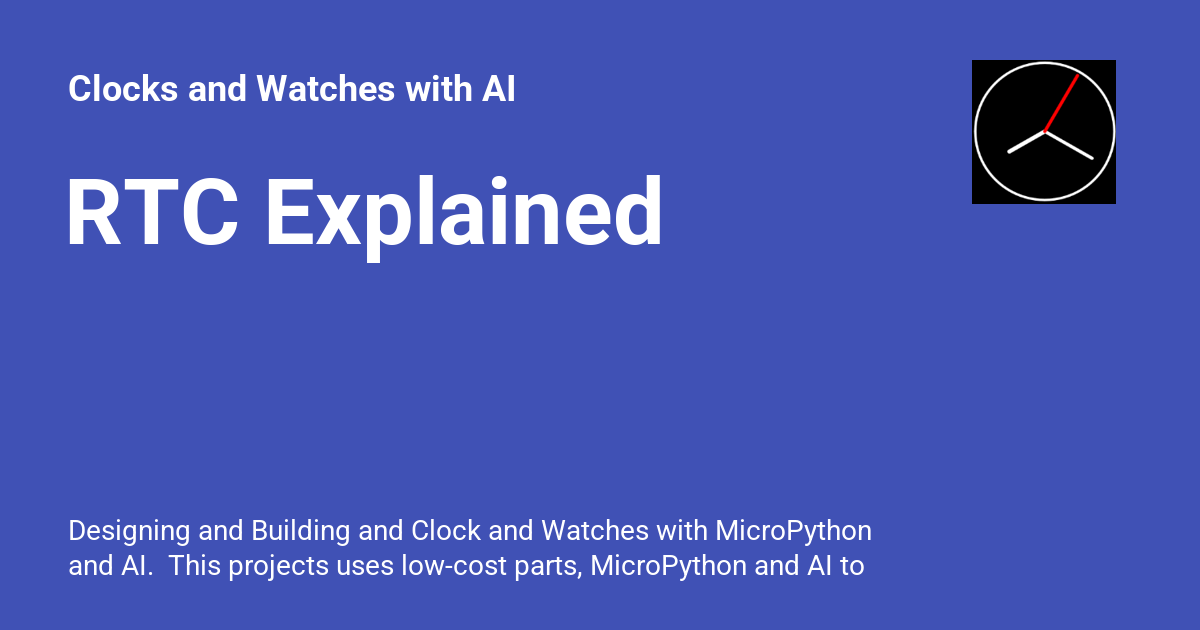 Clocks and Watches with AI
RTC Explained
Designing and Building and Clock and Watches with MicroPython
and AI.  This projects uses low-cost parts, MicroPython and AI to